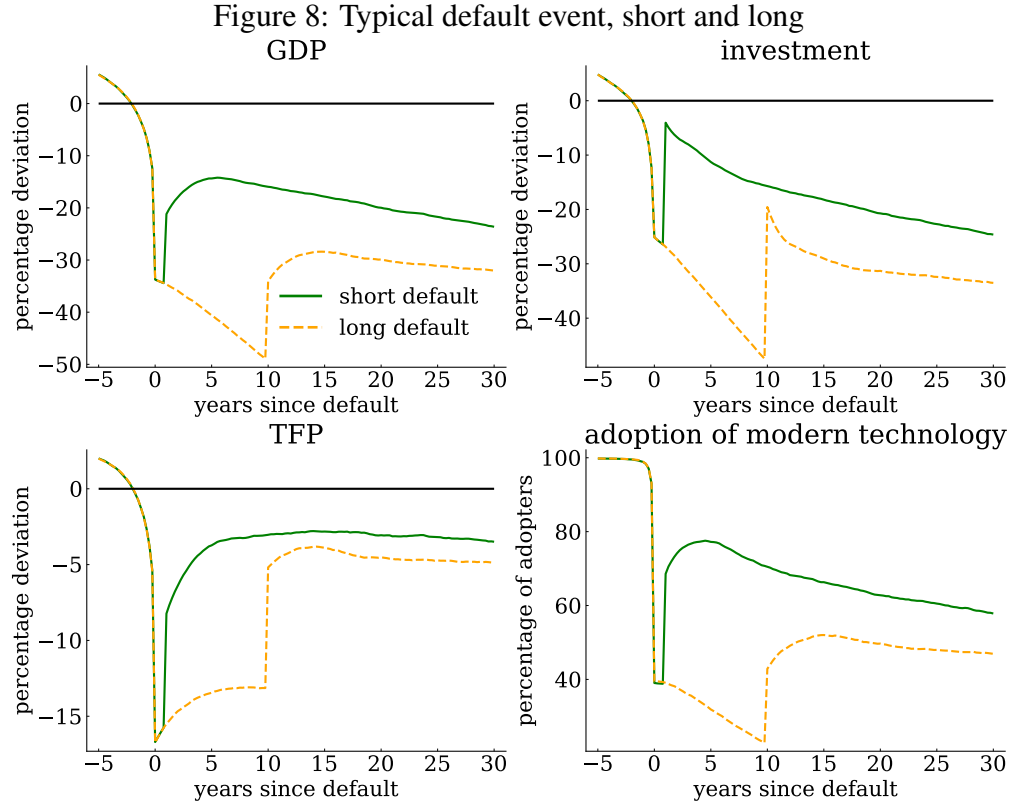 Figure 8: Typical default event, short and long
GDP
investment
percentage deviation
0
−10
−20
−30
−40
−50
short default
long default
−5 0 5 10 15 20 25 30
years since default
percentage deviation
0
−10
−20
−30
−40
−5 0 5 10 15 20 25 30
years since default
TFP
adoption of modern technology
percentage deviation
0
−5
−10
−15
−5 0 5 10 15 20 25 30
years since default
percentage of adopters
100
80
60
40
−5 0 5 10 15 20 25 30
years since default